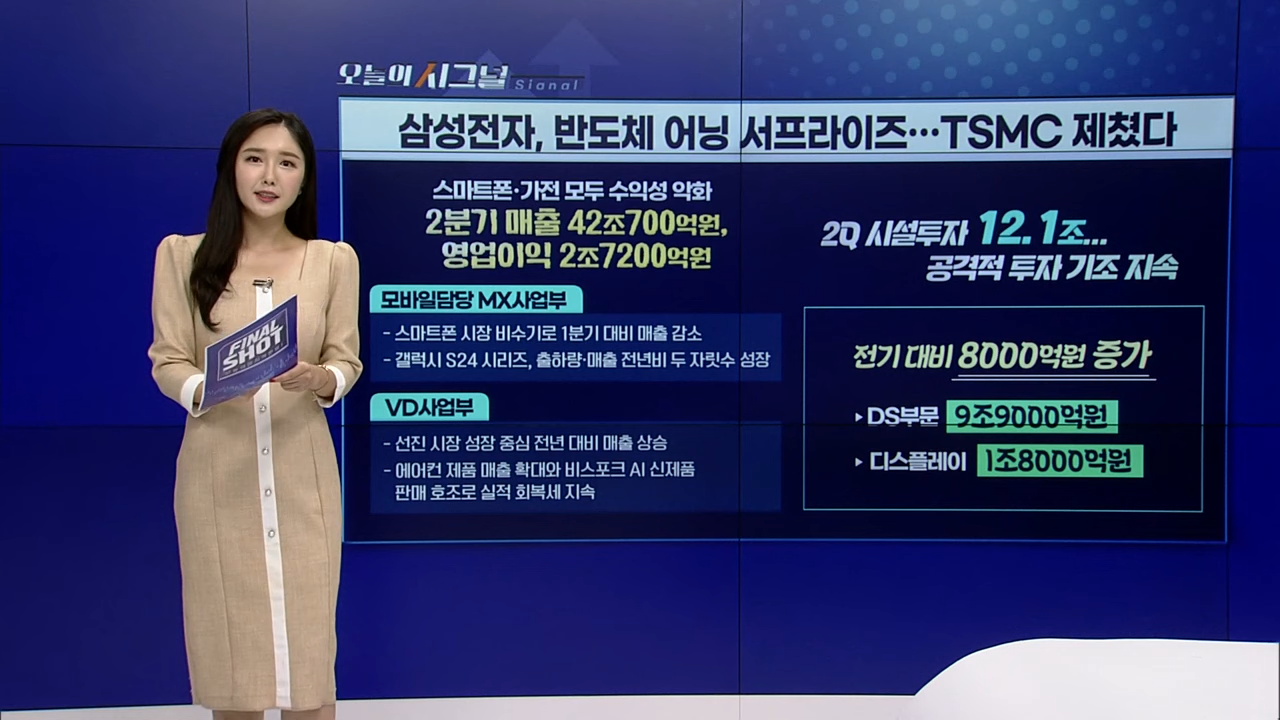 오늘의 시그널
Signal
삼성전자, 반도체 어닝 서프라이즈…TSMC 제쳤다
스마트폰·가전 모두 수익성 악화
2분기 매출 42조700억원,
영업이익 2조7200억원
모바일담당 MX사업부
- 스마트폰 시장 비수기로 1분기 대비 매출 감소
- 갤럭시 S24 시리즈, 출하량·매출 전년비 두 자릿수 성장
VD사업부
- 선진 시장 성장 중심 전년 대비 매출 상승
- 에어컨 제품 매출 확대와 비스포크 AI 신제품
판매 호조로 실적 회복세 지속
2Q 시설투자 12.1조...
공격적 투자 기조 지속
전기 대비 8000억원 증가
▸DS부문 9조9000억원
▸디스플레이 1조8000억원
FINAL
SHOT